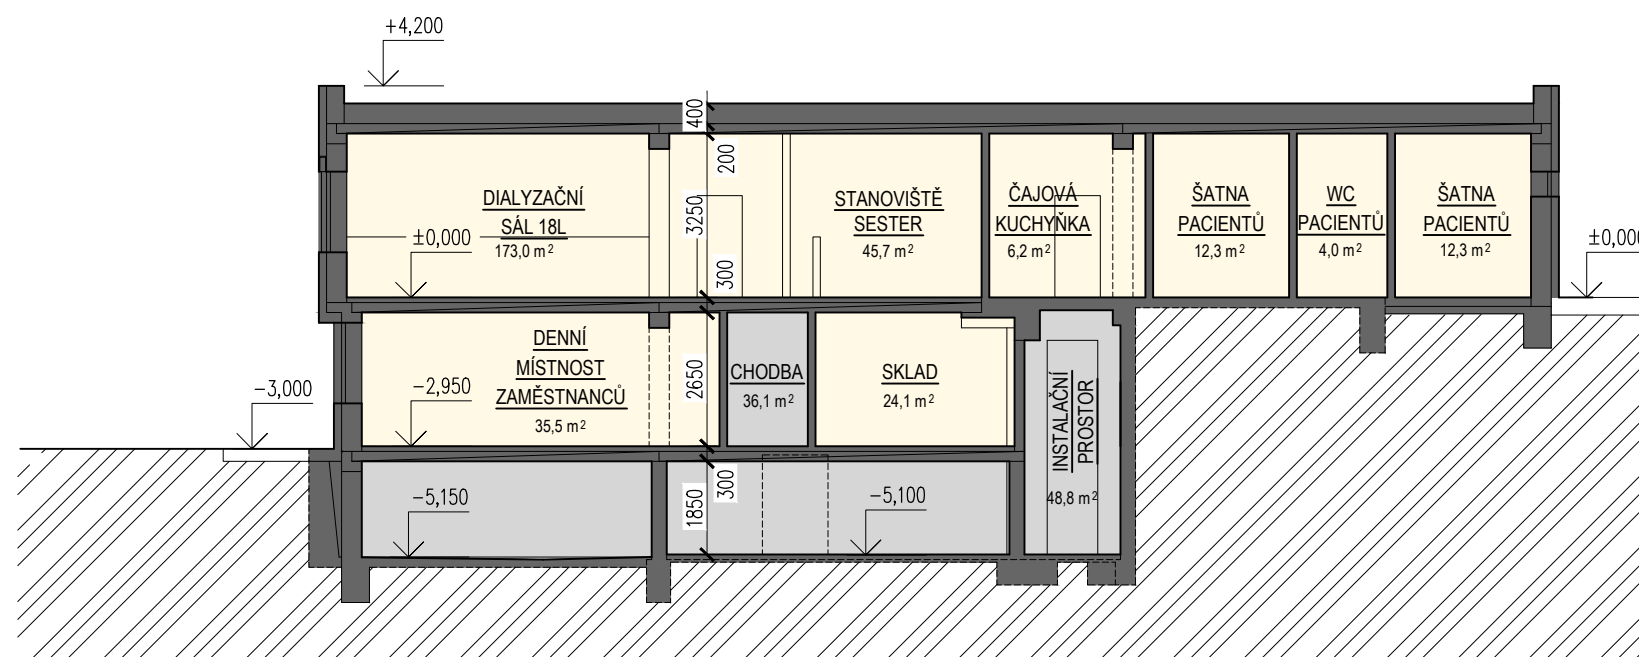 +4,200
400
200
3250
300
DIALYZAČNÍ
SÁL 18L
173,0 m²
±0,000
STANOVIŠTĚ
SESTER
45,7 m²
ČAJOVÁ
KUCHYŇKA
6,2 m²
ŠATNA
PACIENTŮ
12,3 m²
WC
PACIENTŮ
4,0 m²
ŠATNA
PACIENTŮ
12,3 m²
±0,000
-3,000
-2,950
DENNÍ
MÍSTNOST
ZAMĚSTNANCŮ
35,5 m²
2650
CHODBA
36,1 m²
SKLAD
24,1 m²
INSTALAČNÍ
PROSTOR
48,8 m²
-5,150
1850
300
-5,100